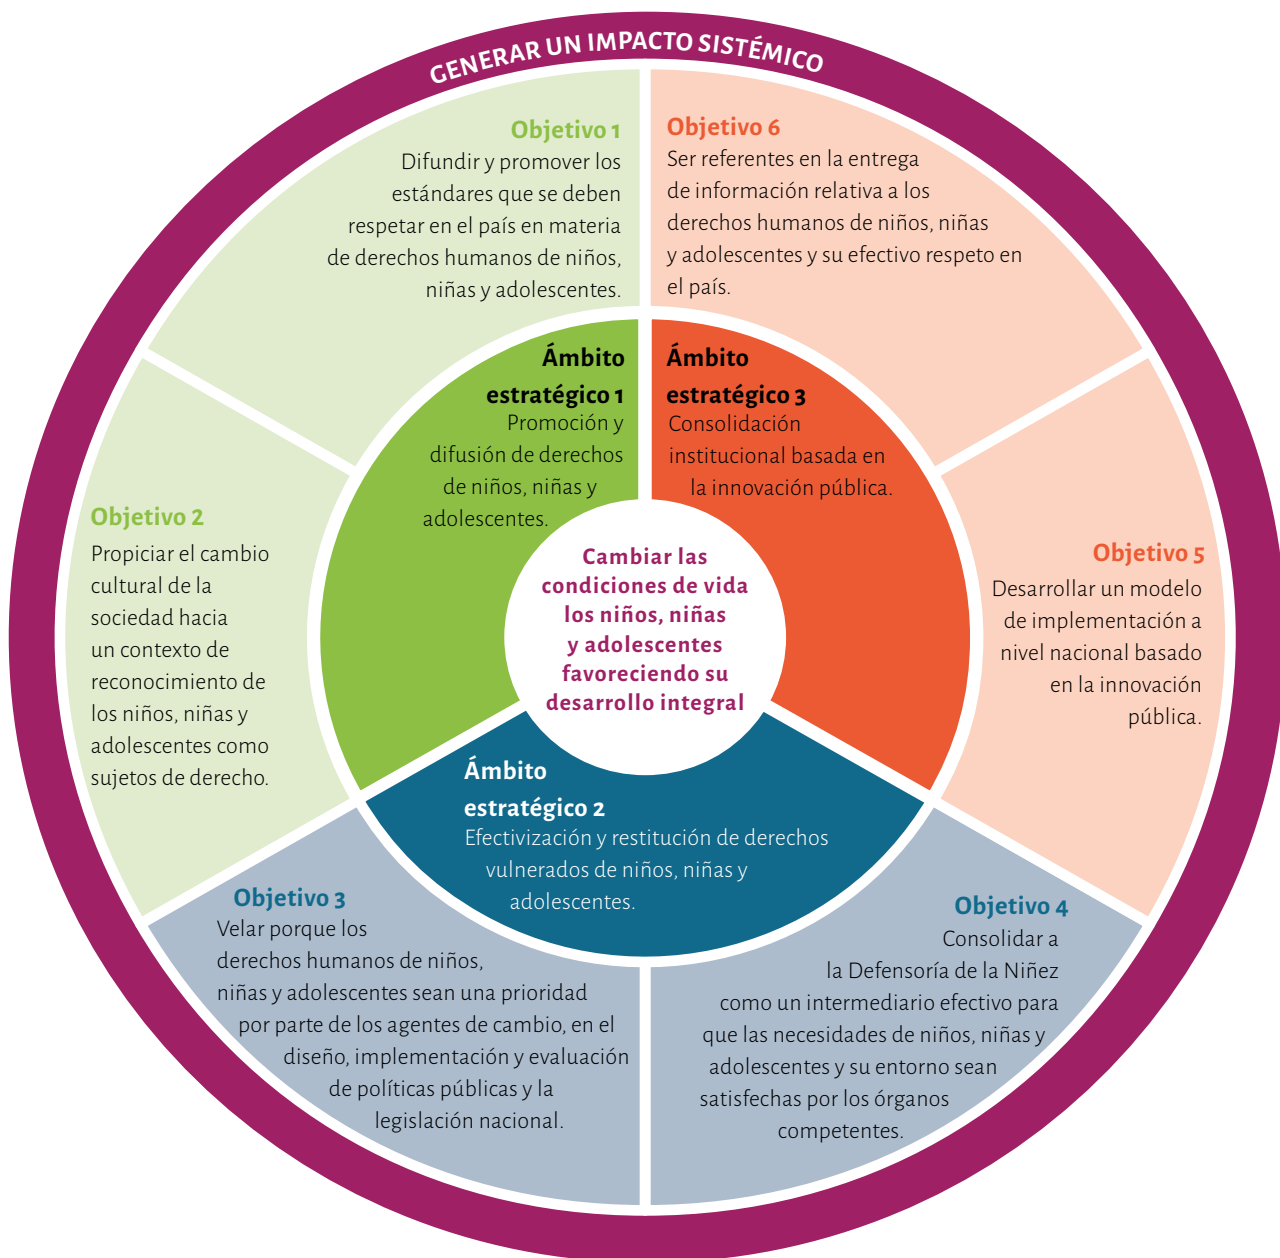 GENERAR UN IMPACTO SISTÉMICO
Objetivo 1
Difundir y promover los
estándares que se deben
respetar en el país en materia
de derechos humanos de niños,
niñas y adolescentes.
Objetivo 6
Ser referentes en la entrega
de información relativa a los
derechos humanos de niños, niñas
y adolescentes y su efectivo respeto en
el país.
Ámbito
estratégico 1
Promoción y
difusión de derechos
de niños, niñas y
adolescentes.
Ámbito
estratégico 3
Consolidación
institucional basada en
la innovación pública.
Objetivo 2
Propiciar el cambio
cultural de la
sociedad hacia
un contexto de
reconocimiento de
los niños, niñas y
adolescentes como
sujetos de derecho.
Cambiar las
condiciones de vida
los niños, niñas
y adolescentes
favoreciendo su
desarrollo integral
Objetivo 5
Desarrollar un modelo
de implementación a
nivel nacional basado
en la innovación
pública.
Ámbito
estratégico 2
Efectivización y restitución de derechos
vulnerados de niños, niñas y
adolescentes.
Objetivo 3
Velar porque los
derechos humanos de niños,
niñas y adolescentes sean una prioridad
por parte de los agentes de cambio, en el
diseño, implementación y evaluación
de políticas públicas y la
legislación nacional.
Objetivo 4
Consolidar a
la Defensoría de la Niñez
como un intermediario efectivo para
que las necesidades de niños, niñas y
adolescentes y su entorno sean
satisfechas por los órganos
competentes.